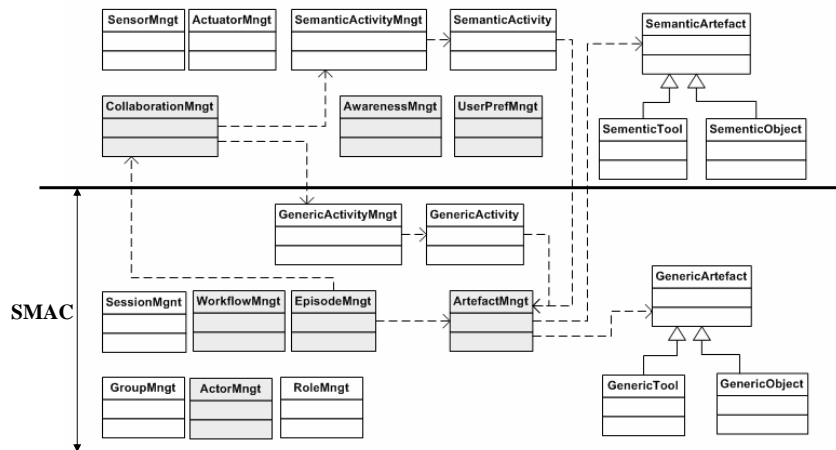 SensorMngt
ActuatorMngt
SemanticActivityMngt
SemanticActivity
SemanticArtefact
CollaborationMngt
AwarenessMngt
UserPrefMngt
SementicTool
SementicObject
GenericActivityMngt
GenericActivity
GenericArtefact
SMAC
SessionMgnt
WorkflowMngt
EpisodeMngt
ArtefactMngt
GenericTool
GenericObject
GroupMngt
ActorMngt
RoleMngt